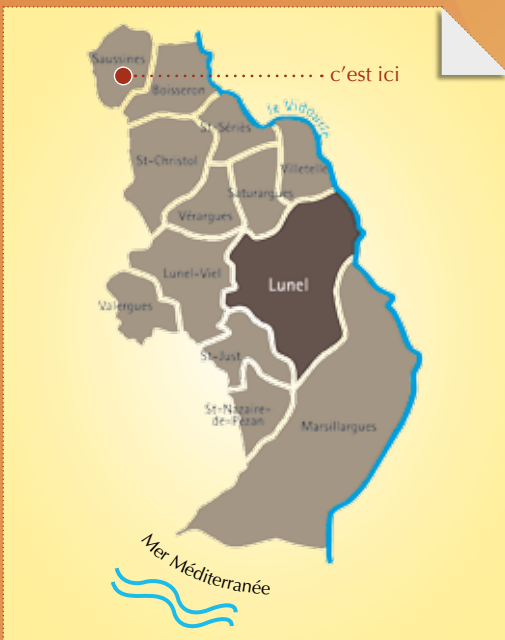 Saussines
c'est ici
Boisseron
le Vidourle
St-Sériès
St-Christol
Villetelle
Saturargues
Vérargues
Lunel-Viel
Lunel
Valergues
St-Just
St-Nazaire-
de-Pézan
Marsillargues
Mer Méditerranée